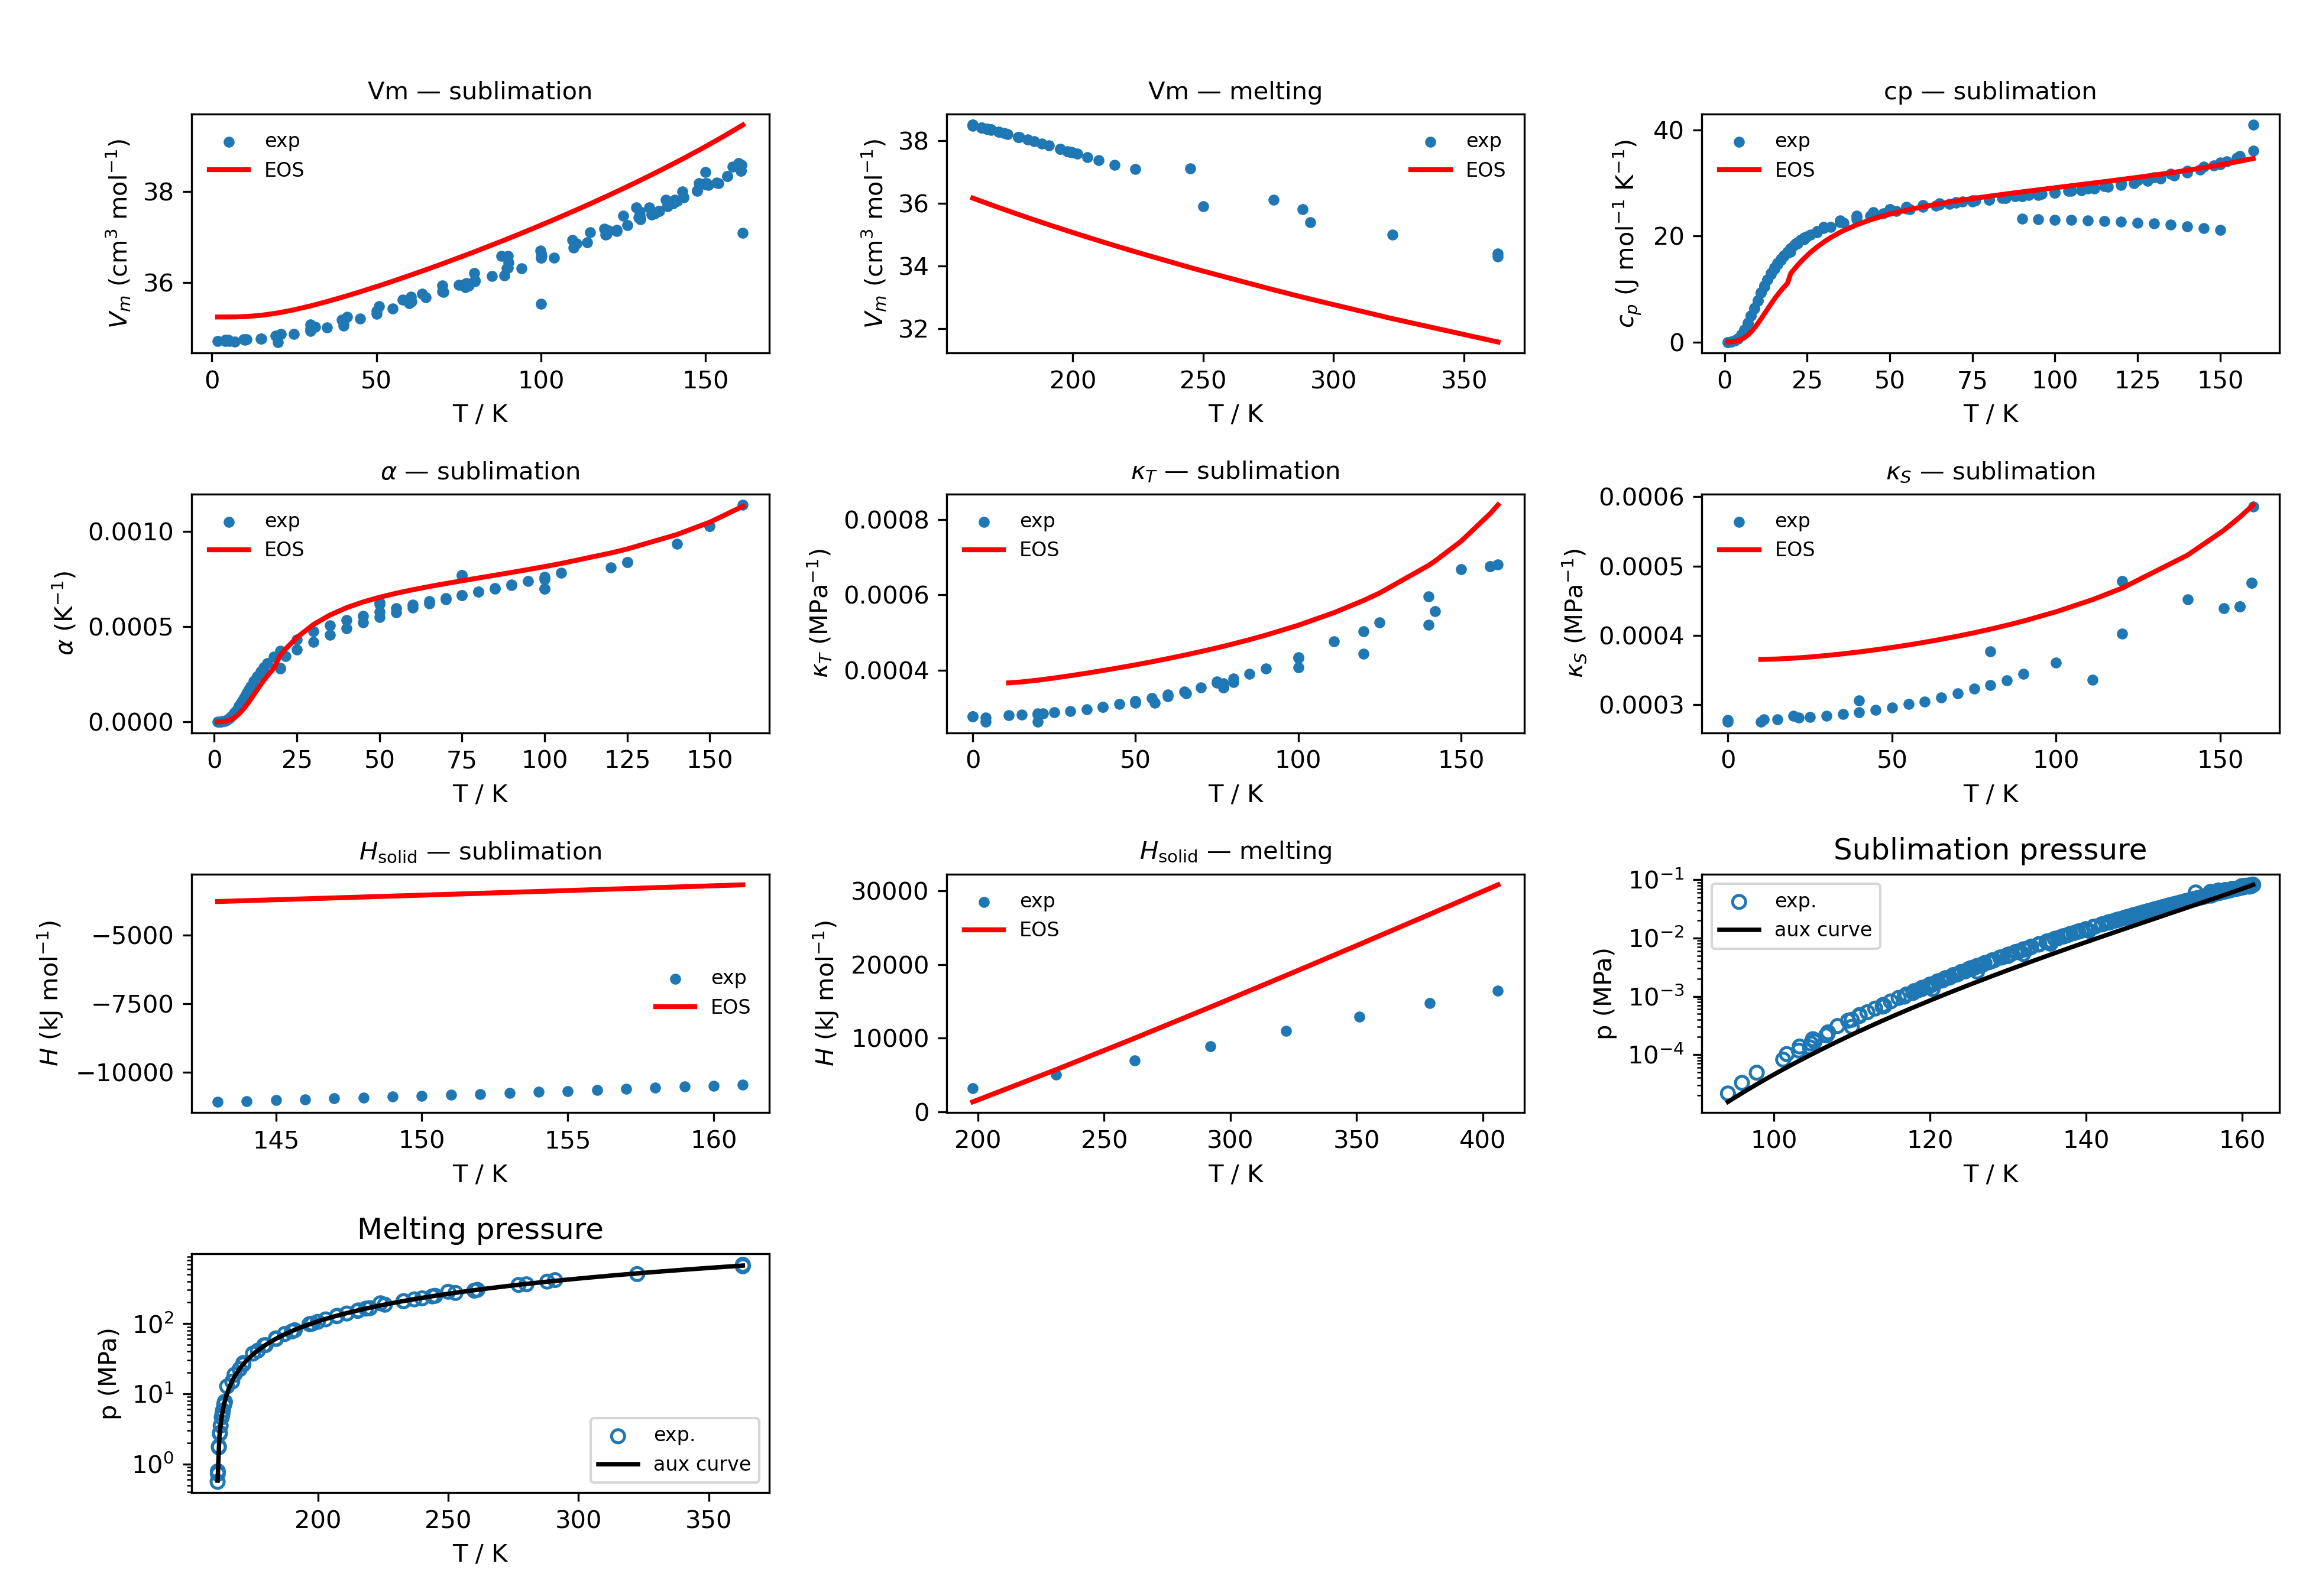 Vm — sublimation
V_m (cm³ mol⁻¹)
38
36
exp
EOS
0 50 100 150
T / K
Vm — melting
V_m (cm³ mol⁻¹)
38
36
34
32
exp
EOS
200 250 300 350
T / K
cp — sublimation
c_p (J mol⁻¹ K⁻¹)
40
20
0
exp
EOS
0 25 50 75 100 125 150
T / K
α — sublimation
α (K⁻¹)
0.0010
0.0005
0.0000
exp
EOS
0 25 50 75 100 125 150
T / K
κ_T — sublimation
κ_T (MPa⁻¹)
0.0008
0.0006
0.0004
exp
EOS
0 50 100 150
T / K
κ_S — sublimation
κ_S (MPa⁻¹)
0.0006
0.0005
0.0004
0.0003
exp
EOS
0 50 100 150
T / K
H_solid — sublimation
H (kJ mol⁻¹)
−5000
−7500
−10000
exp
EOS
145 150 155 160
T / K
H_solid — melting
H (kJ mol⁻¹)
30000
20000
10000
0
exp
EOS
200 250 300 350 400
T / K
Sublimation pressure
p (MPa)
10⁻¹
10⁻²
10⁻³
10⁻⁴
exp.
aux curve
100 120 140 160
T / K
Melting pressure
p (MPa)
10²
10¹
10⁰
exp.
aux curve
200 250 300 350
T / K